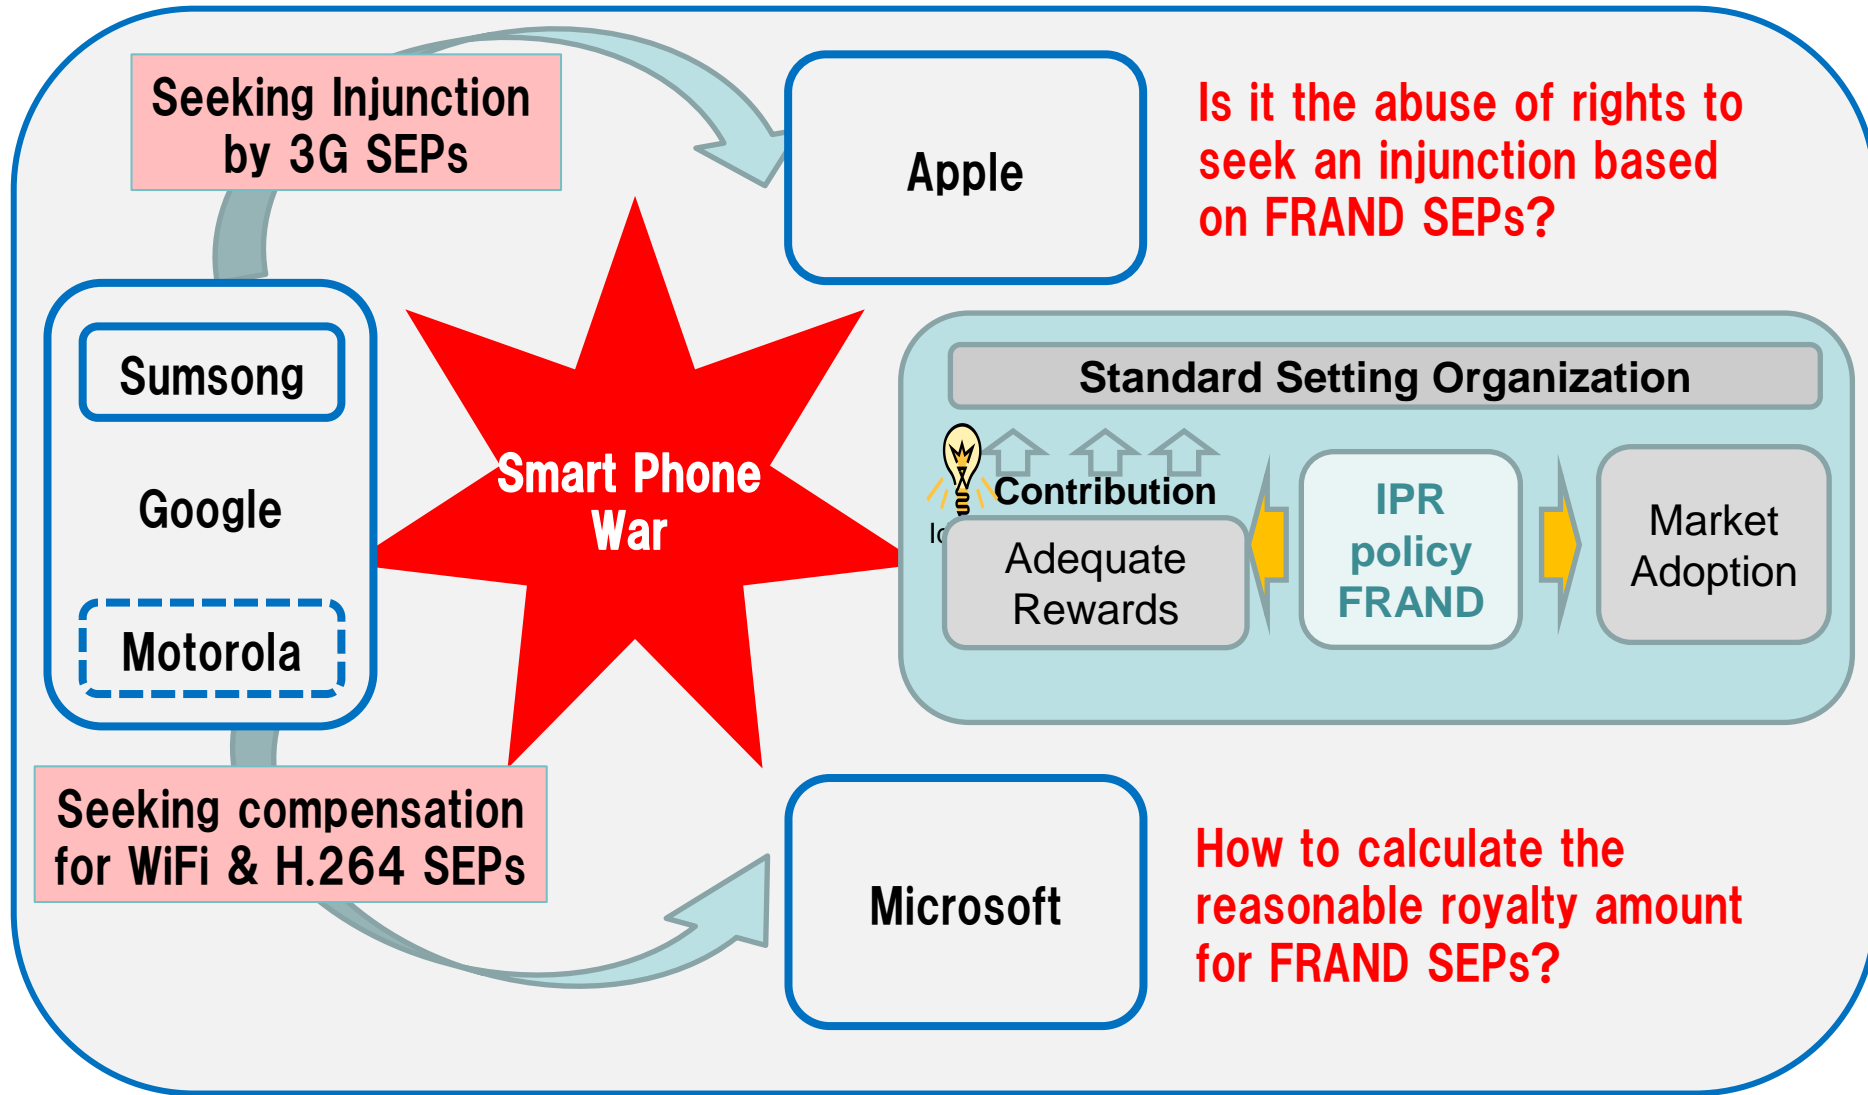 Seeking Injunction
by 3G SEPs
Apple
Is it the abuse of rights to
seek an injunction based
on FRAND SEPs?
Sumsong
Google
Motorola
Smart Phone
War
Standard Setting Organization
Contribution
Adequate
Rewards
IPR
policy
FRAND
Market
Adoption
Seeking compensation
for WiFi & H.264 SEPs
Microsoft
How to calculate the
reasonable royalty amount
for FRAND SEPs?